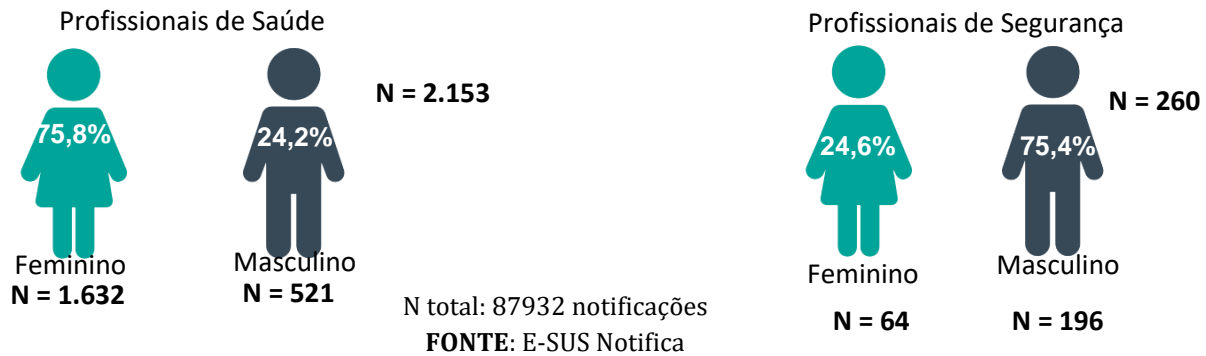 Profissionais de Saúde
75,8%
24,2%
N = 2.153
Feminino
N = 1.632
Masculino
N = 521
N total: 87932 notificações
FONTE: E-SUS Notifica
Profissionais de Segurança
24,6%
75,4%
N = 260
Feminino
N = 64
Masculino
N = 196